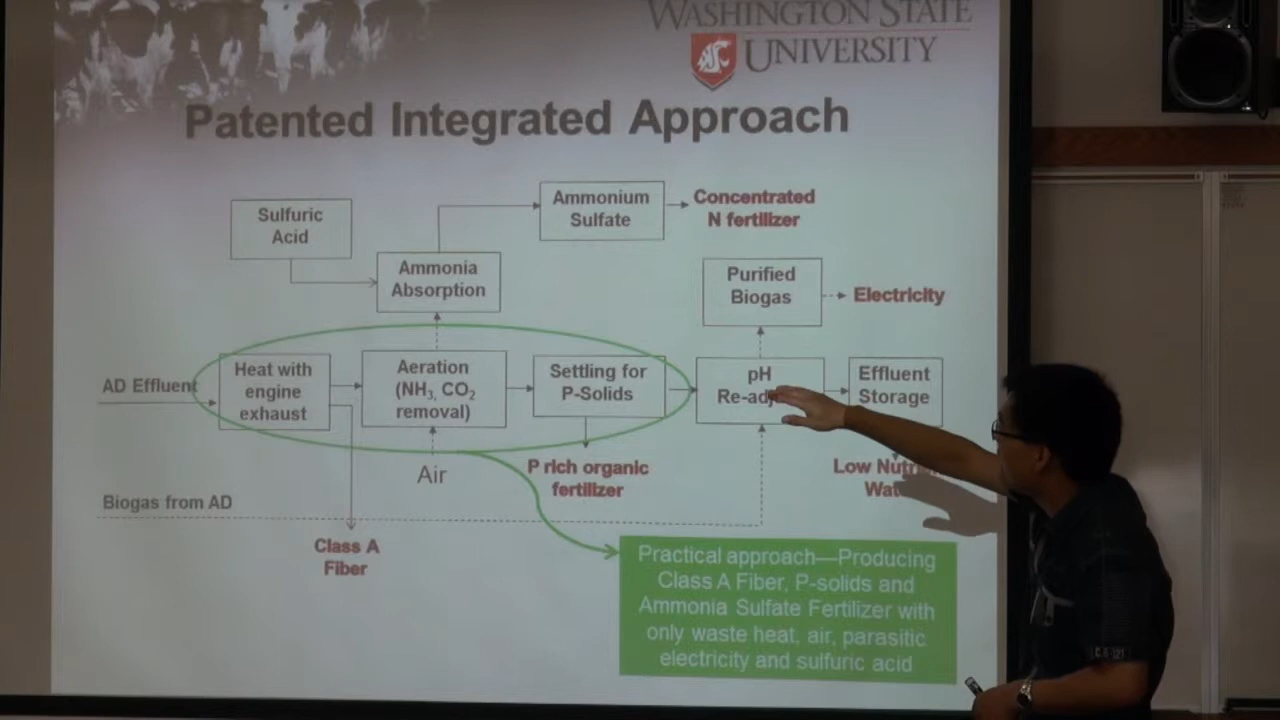 WASHINGTON STATE
UNIVERSITY
Patented Integrated Approach
Sulfuric
Acid
Ammonium
Sulfate
Concentrated
N fertilizer
Ammonia
Absorption
Purified
Biogas
Electricity
AD Effluent
Heat with
engine
exhaust
Aeration
(NH₃, CO₂
removal)
Settling for
P-Solids
pH
Effluent
Storage
Air
P rich organic
fertilizer
Low
Biogas from AD
Class A
Fiber
Practical approach—Producing
Class A Fiber, P-solids and
Ammonia Sulfate Fertilizer with
only waste heat, air, parasitic
electricity and sulfuric acid